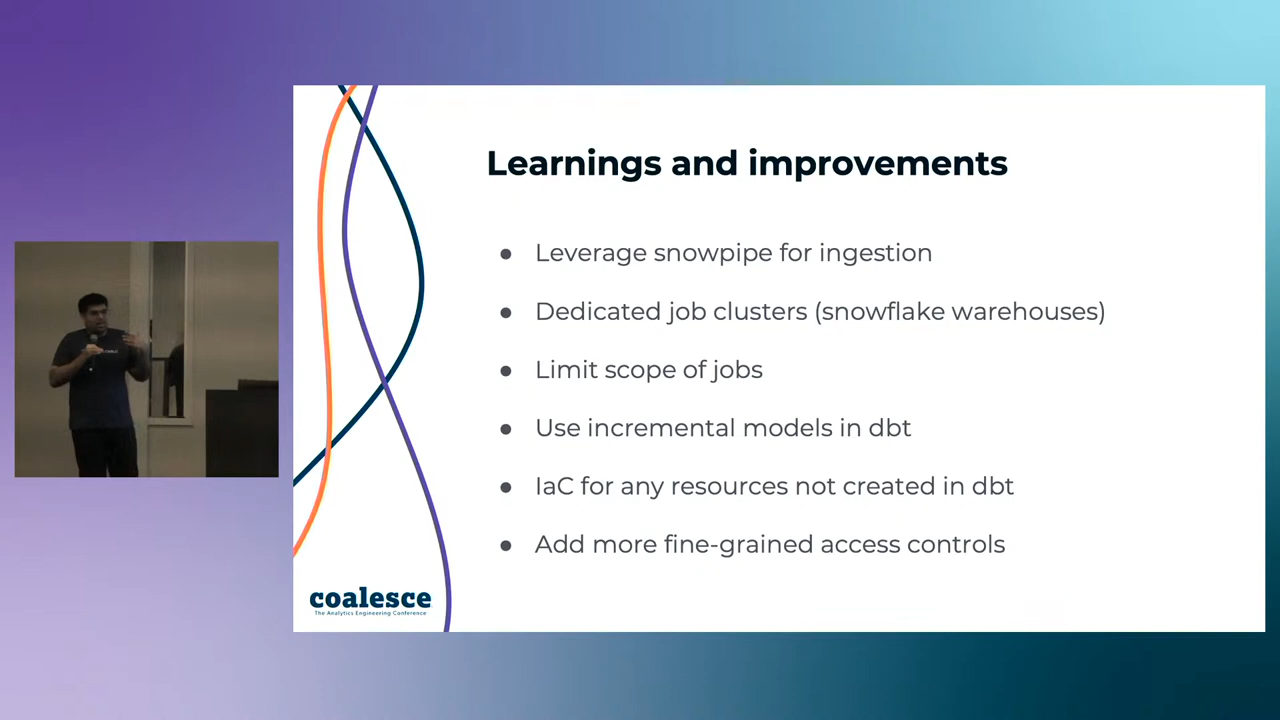 Learnings and improvements
● Leverage snowpipe for ingestion
● Dedicated job clusters (snowflake warehouses)
● Limit scope of jobs
● Use incremental models in dbt
● IaC for any resources not created in dbt
● Add more fine-grained access controls
coalesce
The Analytics Engineering Conference